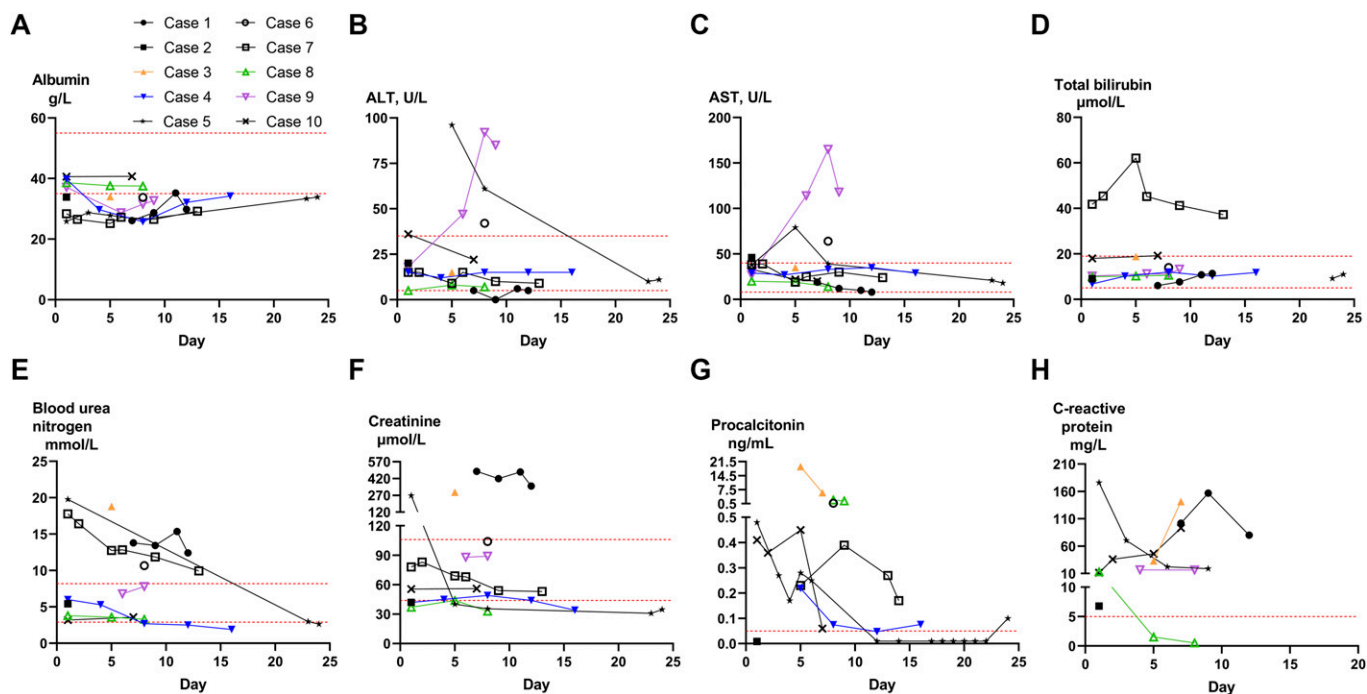 A
Case 1
Case 2
Case 3
Case 4
Case 5
Case 6
Case 7
Case 8
Case 9
Case 10
Albumin
g/L
60
40
20
0
0 5 10 15 20 25
Day
B
ALT, U/L
100
75
50
25
0
0 5 10 15 20 25
Day
C
AST, U/L
200
150
100
50
0
0 5 10 15 20 25
Day
D
Total bilirubin
μmol/L
80
60
40
20
0
0 5 10 15 20 25
Day
E
Blood urea
nitrogen
mmol/L
25
20
15
10
5
0
0 5 10 15 20 25
Day
F
Creatinine
μmol/L
570
470
370
270
170
120
90
60
30
0
0 5 10 15 20 25
Day
G
Procalcitonin
ng/mL
21.5
13.5
5.5
0.5
0.4
0.3
0.2
0.1
0.0
0 5 10 15 20 25
Day
H
C-reactive
protein
mg/L
210
160
110
60
10
10
5
0
0 5 10 15 20
Day